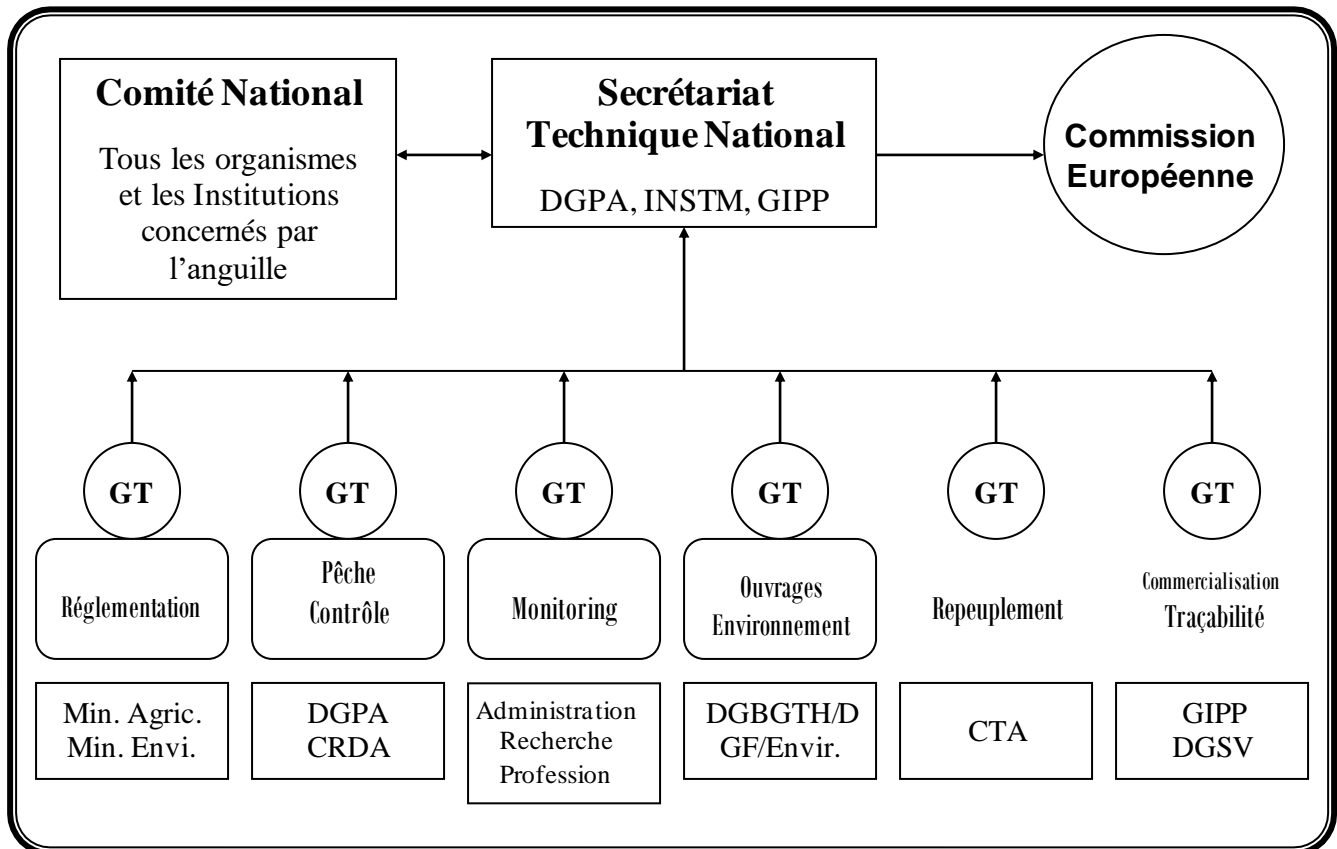 Comité National
Tous les organismes
et les Institutions
concernés par
l'anguille
Secrétariat
Technique National
DGPA, INSTM, GIPP
Commission
Européenne
GT
GT
GT
GT
GT
GT
Réglementation
Pêche
Contrôle
Monitoring
Ouvrages
Environnement
Repeuplement
Commercialisation
Traçabilité
Min. Agric.
Min. Envi.
DGPA
CRDA
Administration
Recherche
Profession
DGBGTH/D
GF/Envir.
CTA
GIPP
DGSV